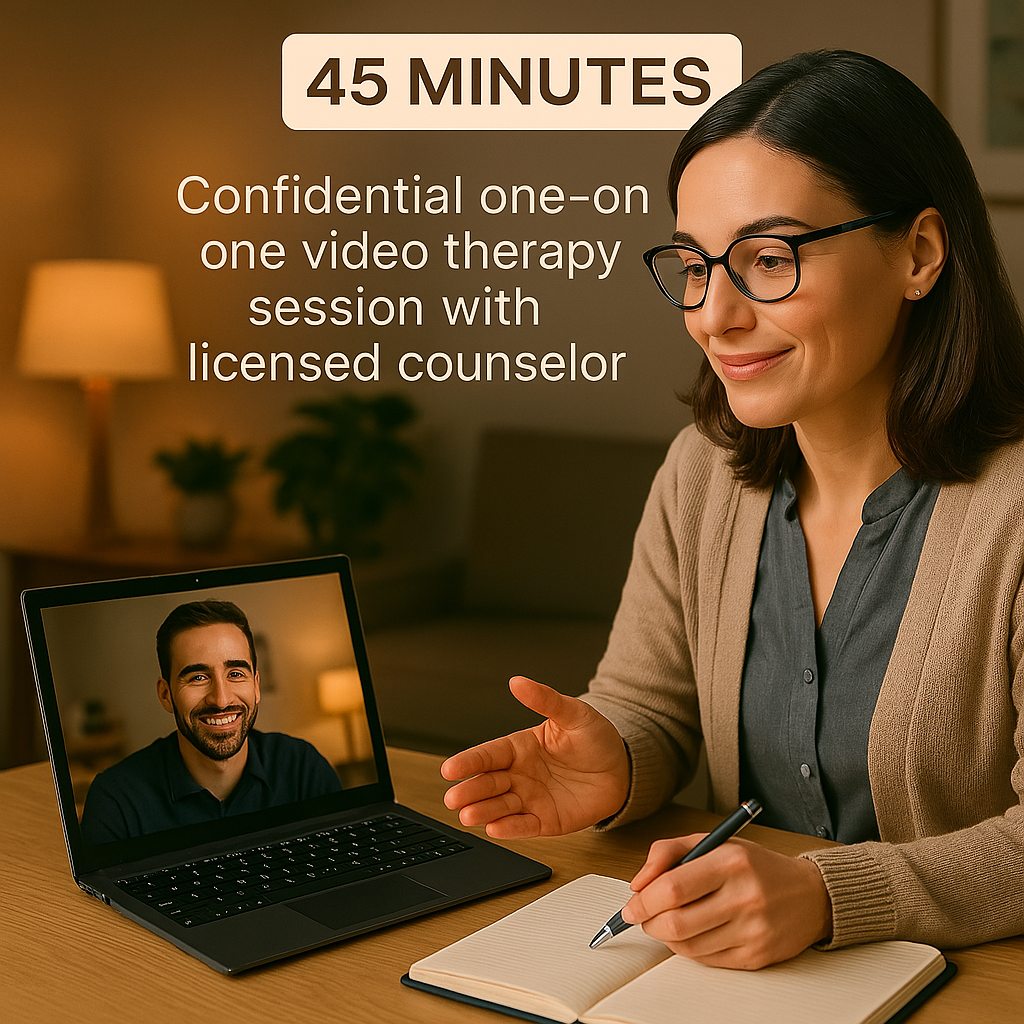 45 MINUTES
Confidential one-on
one video therapy
session with
licensed counselor